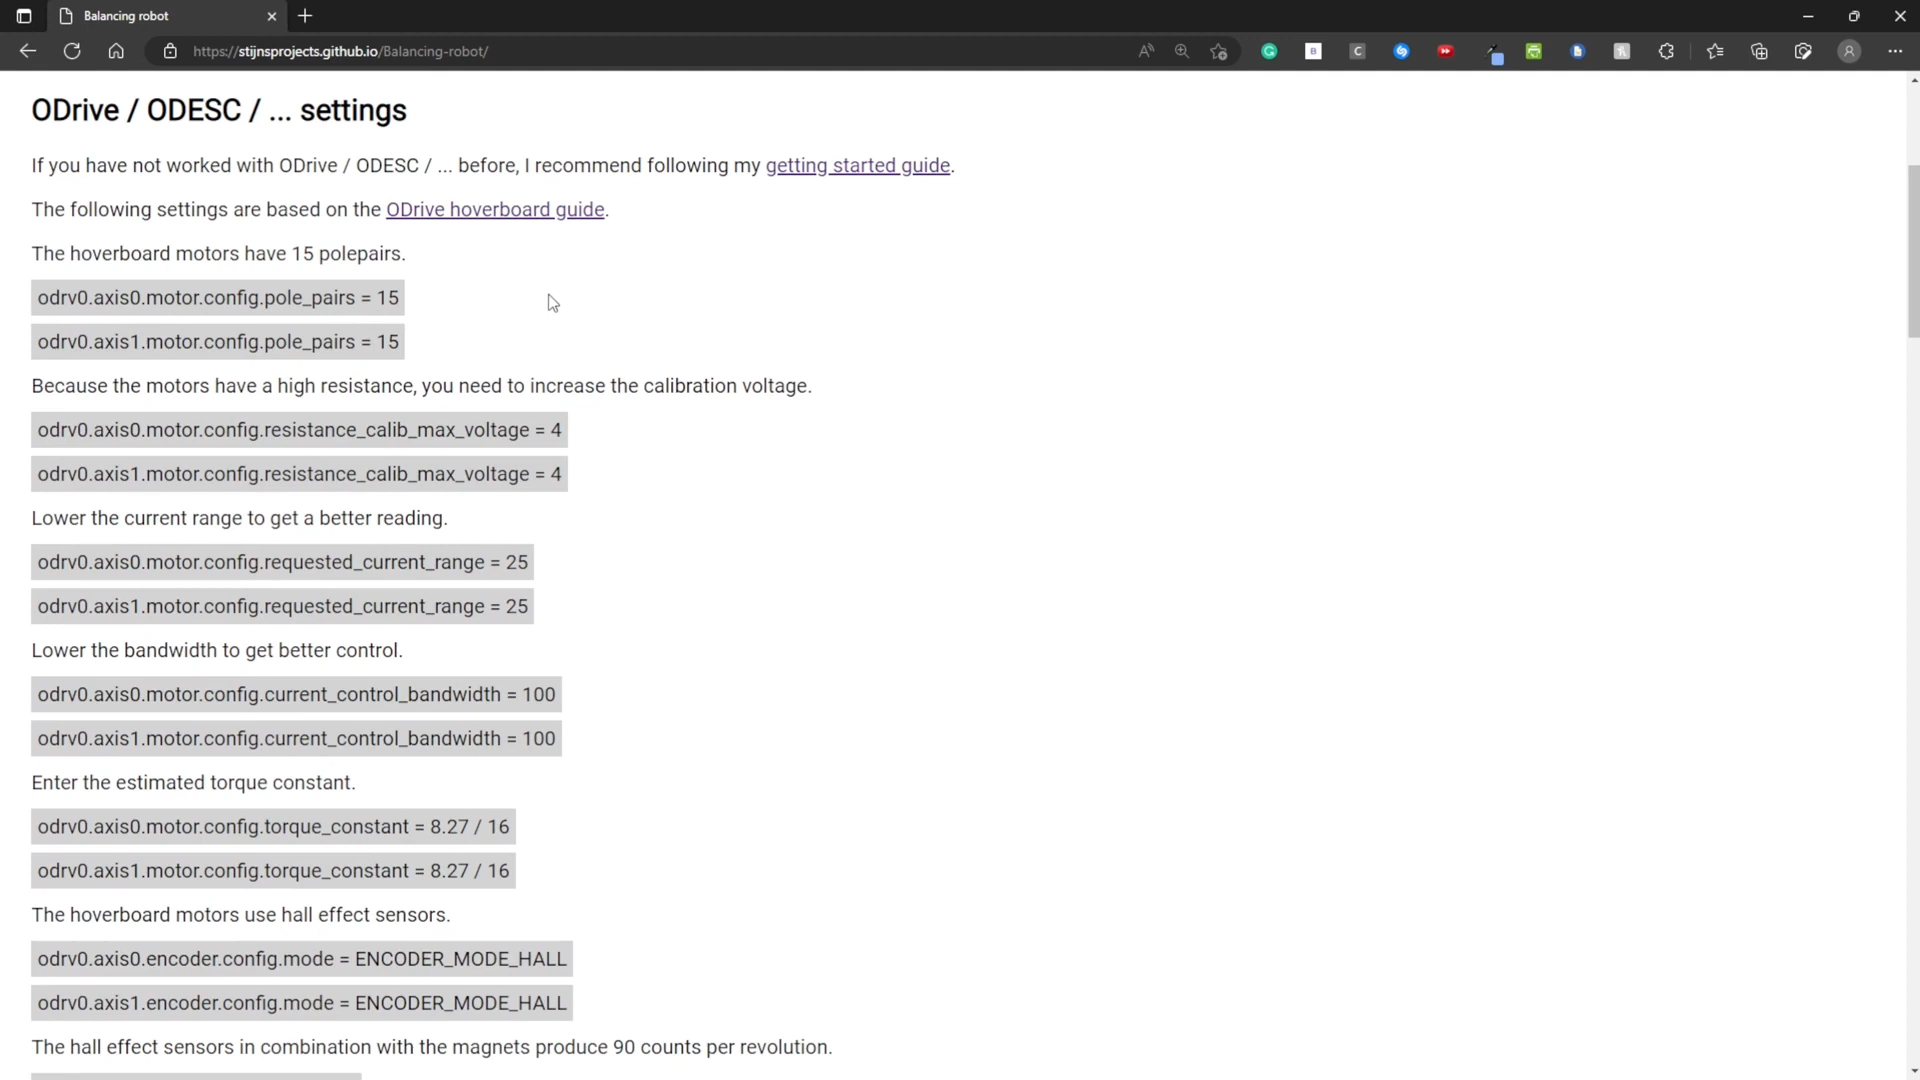 Balancing robot
https://stijnsprojects.github.io/Balancing-robot/
ODrive / ODESC / ... settings
If you have not worked with ODrive / ODESC / ... before, I recommend following my getting started guide.
The following settings are based on the ODrive hoverboard guide.
The hoverboard motors have 15 polepairs.
odrv0.axis0.motor.config.pole_pairs = 15
odrv0.axis1.motor.config.pole_pairs = 15
Because the motors have a high resistance, you need to increase the calibration voltage.
odrv0.axis0.motor.config.resistance_calib_max_voltage = 4
odrv0.axis1.motor.config.resistance_calib_max_voltage = 4
Lower the current range to get a better reading.
odrv0.axis0.motor.config.requested_current_range = 25
odrv0.axis1.motor.config.requested_current_range = 25
Lower the bandwidth to get better control.
odrv0.axis0.motor.config.current_control_bandwidth = 100
odrv0.axis1.motor.config.current_control_bandwidth = 100
Enter the estimated torque constant.
odrv0.axis0.motor.config.torque_constant = 8.27 / 16
odrv0.axis1.motor.config.torque_constant = 8.27 / 16
The hoverboard motors use hall effect sensors.
odrv0.axis0.encoder.config.mode = ENCODER_MODE_HALL
odrv0.axis1.encoder.config.mode = ENCODER_MODE_HALL
The hall effect sensors in combination with the magnets produce 90 counts per revolution.